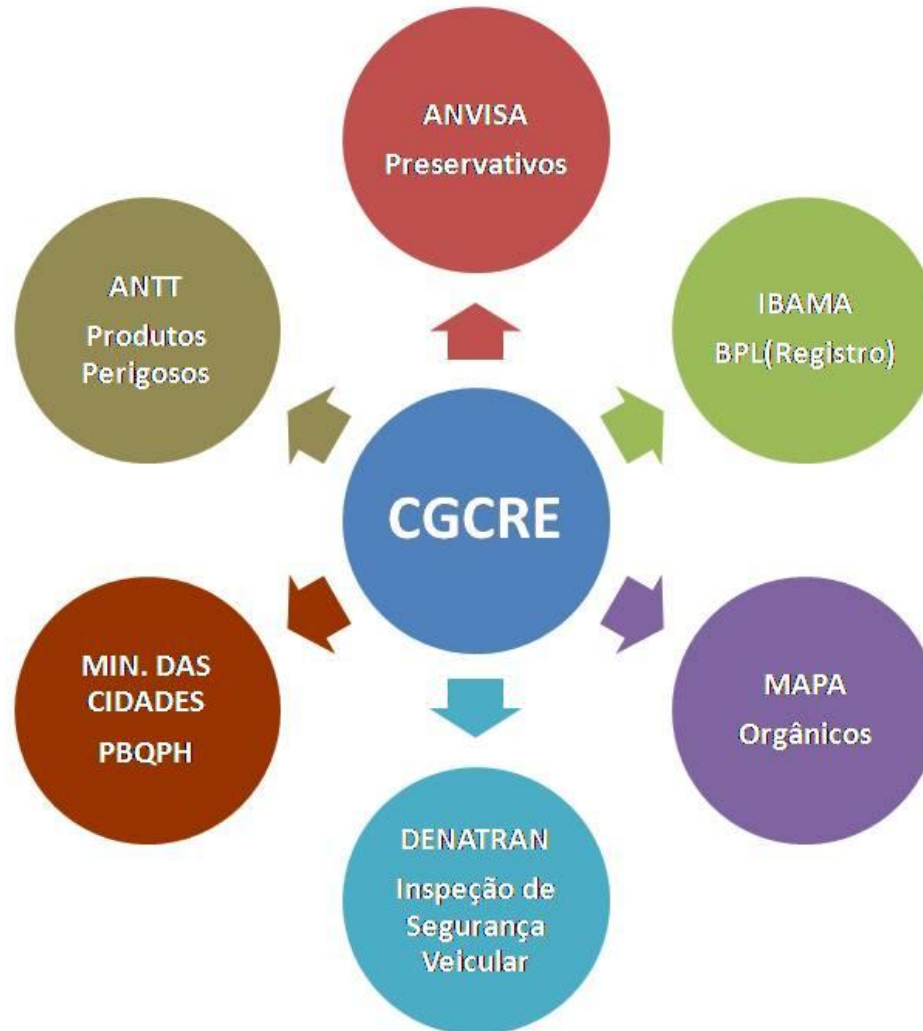 ANVISA
Preservativos
ANTT
Produtos
Perigosos
IBAMA
BPL(Registro)
CGCRE
MIN. DAS
CIDADES
PBQPH
MAPA
Orgânicos
DENATRAN
Inspeção de
Segurança
Veicular